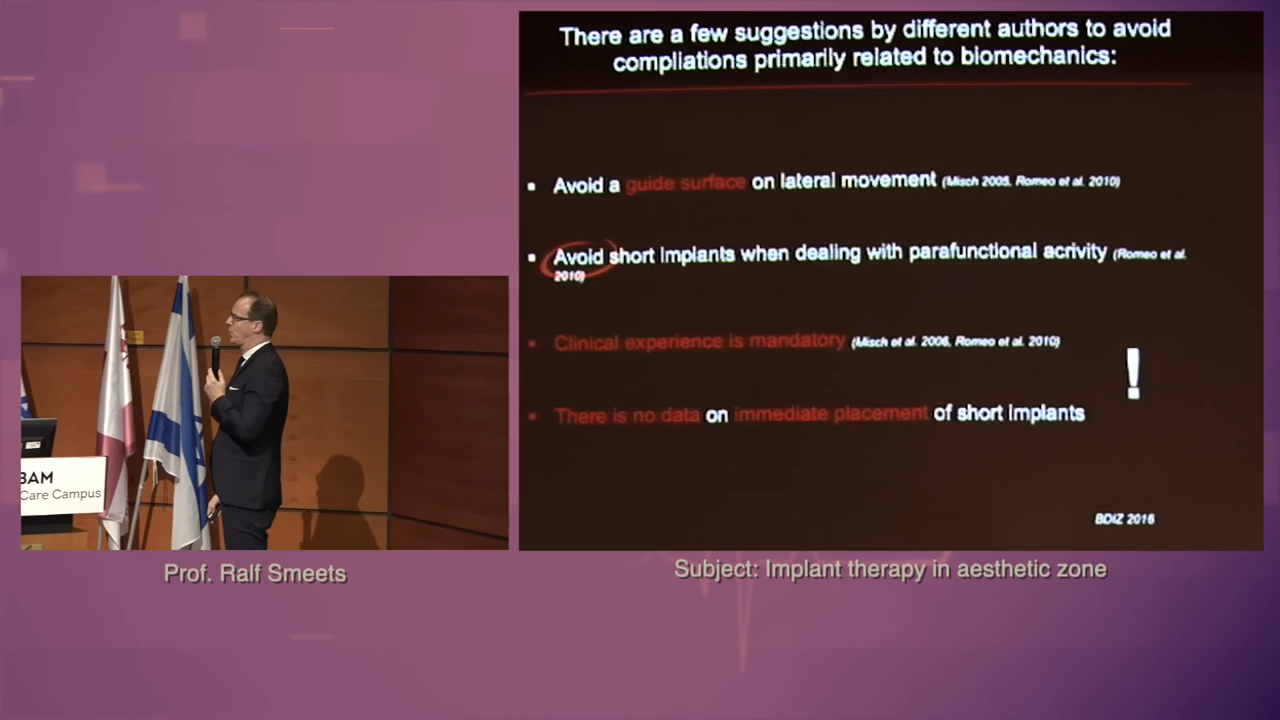 There are a few suggestions by different authors to avoid
compliations primarily related to biomechanics:
▪ Avoid a guide surface on lateral movement (Misch 2005, Romeo et al. 2010)
▪ Avoid short implants when dealing with parafunctional acrivity (Romeo et al.
2010)
▪ Clinical experience is mandatory (Misch et al. 2006, Romeo et al. 2010)
!
▪ There is no data on immediate placement of short implants
BDIZ 2016
BAM
Care Campus
Prof. Ralf Smeets
Subject: Implant therapy in aesthetic zone